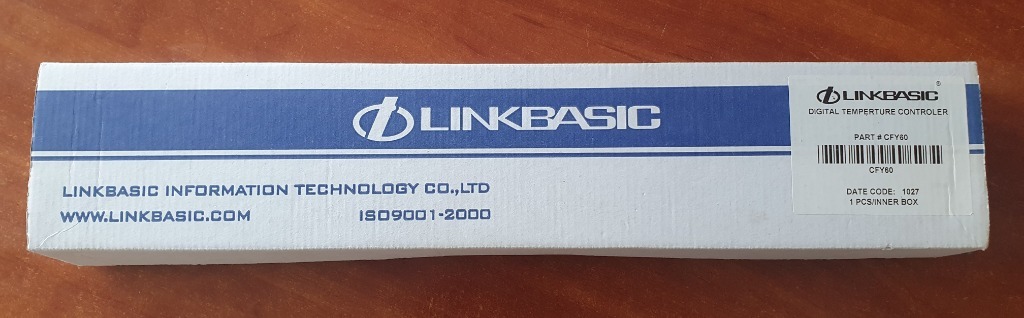 LINKBASIC
LINKBASIC INFORMATION TECHNOLOGY CO.,LTD
WWW.LINKBASIC.COM ISO9001-2000
LINKBASIC ®
DIGITAL TEMPERTURE CONTROLER
PART # CFY60
CFY60
DATE CODE: 1027
1 PCS/INNER BOX